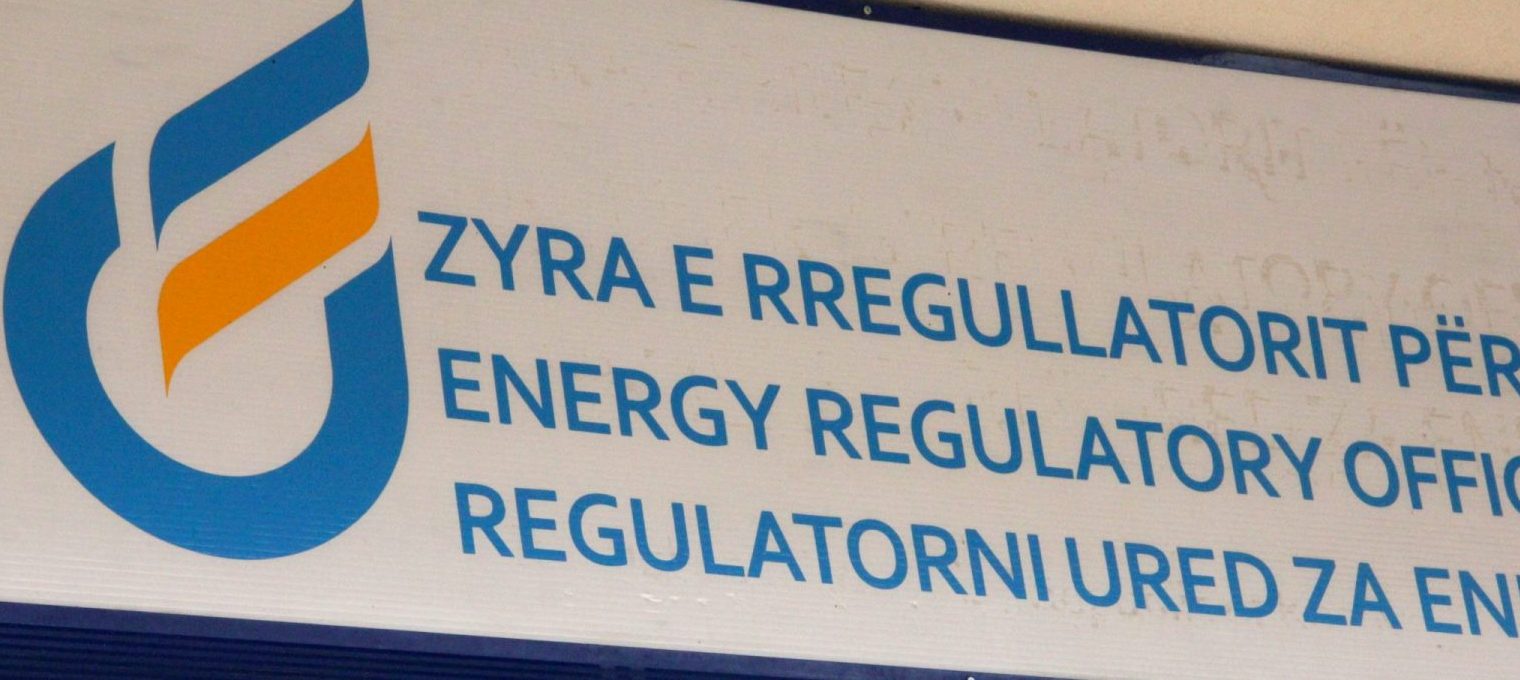 ZYRA E RREGULLATORIT PËR
ENERGY REGULATORY OFFIC
REGULATORNI URED ZA EN